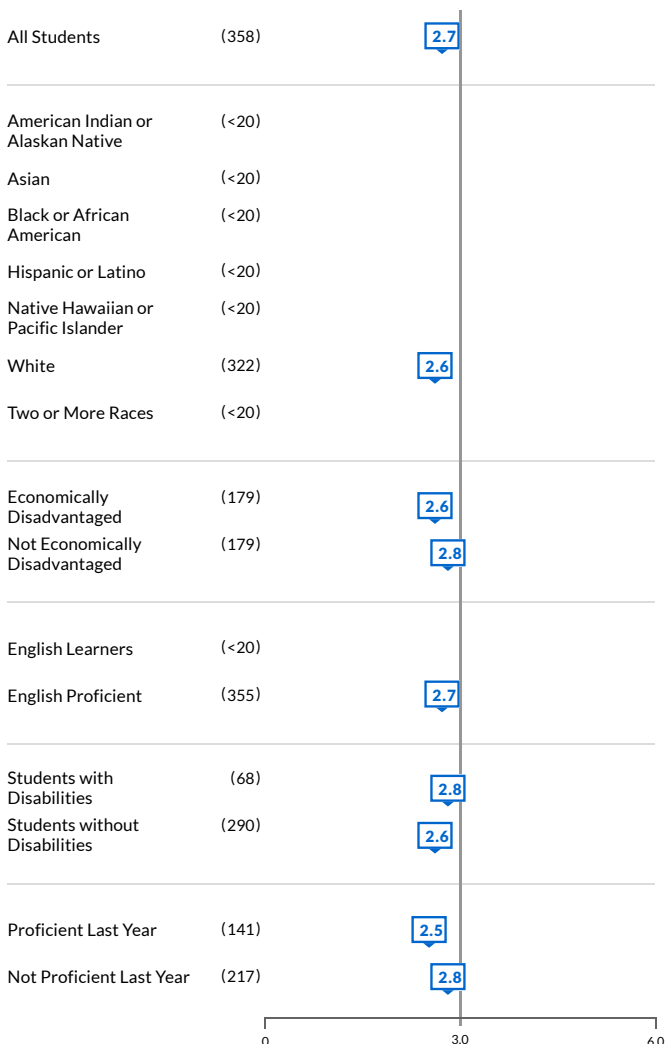 All Students (358) 2.7
American Indian or
Alaskan Native (<20)
Asian (<20)
Black or African
American (<20)
Hispanic or Latino (<20)
Native Hawaiian or
Pacific Islander (<20)
White (322) 2.6
Two or More Races (<20)
Economically
Disadvantaged (179) 2.6
Not Economically
Disadvantaged (179) 2.8
English Learners (<20)
English Proficient (355) 2.7
Students with
Disabilities (68) 2.8
Students without
Disabilities (290) 2.6
Proficient Last Year (141) 2.5
Not Proficient Last Year (217) 2.8
0 3.0 6.0